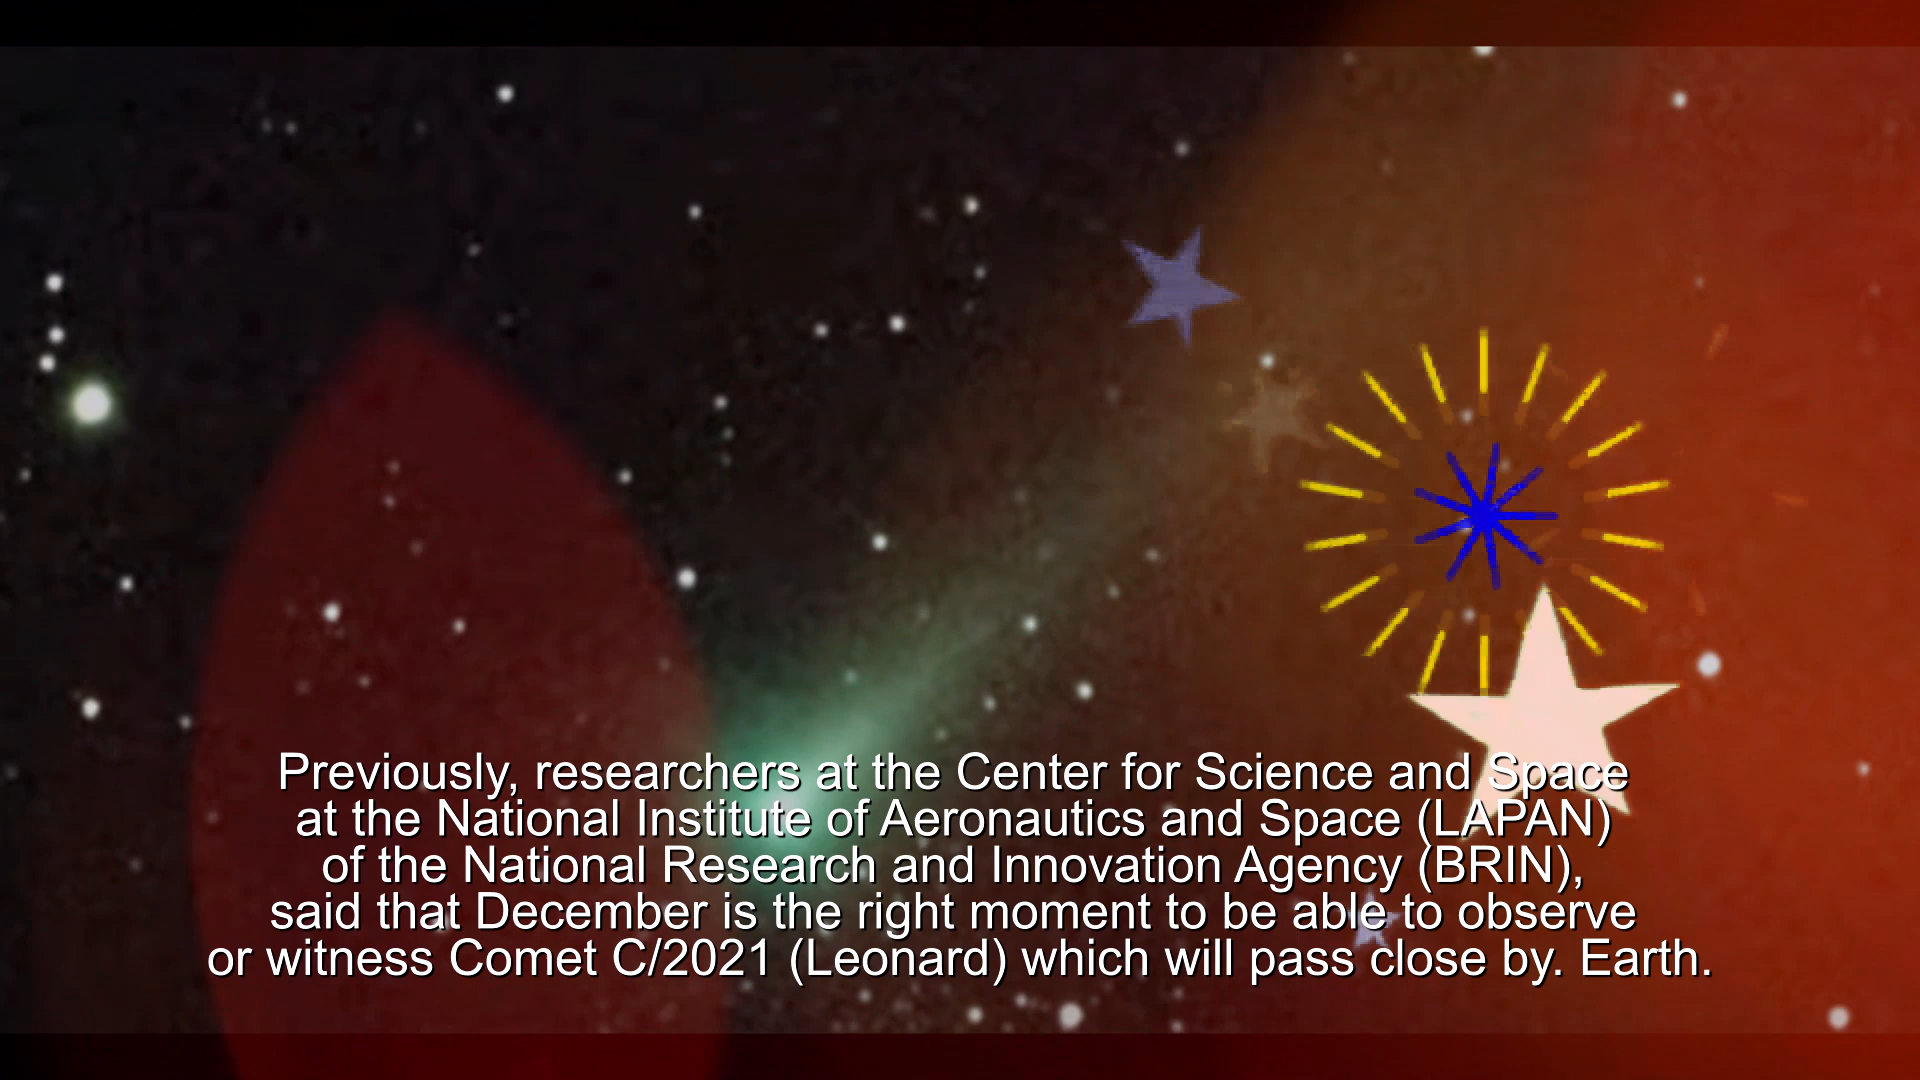 Previously, researchers at the Center for Science and Space
at the National Institute of Aeronautics and Space (LAPAN)
of the National Research and Innovation Agency (BRIN),
said that December is the right moment to be able to observe
or witness Comet C/2021 (Leonard) which will pass close by. Earth.